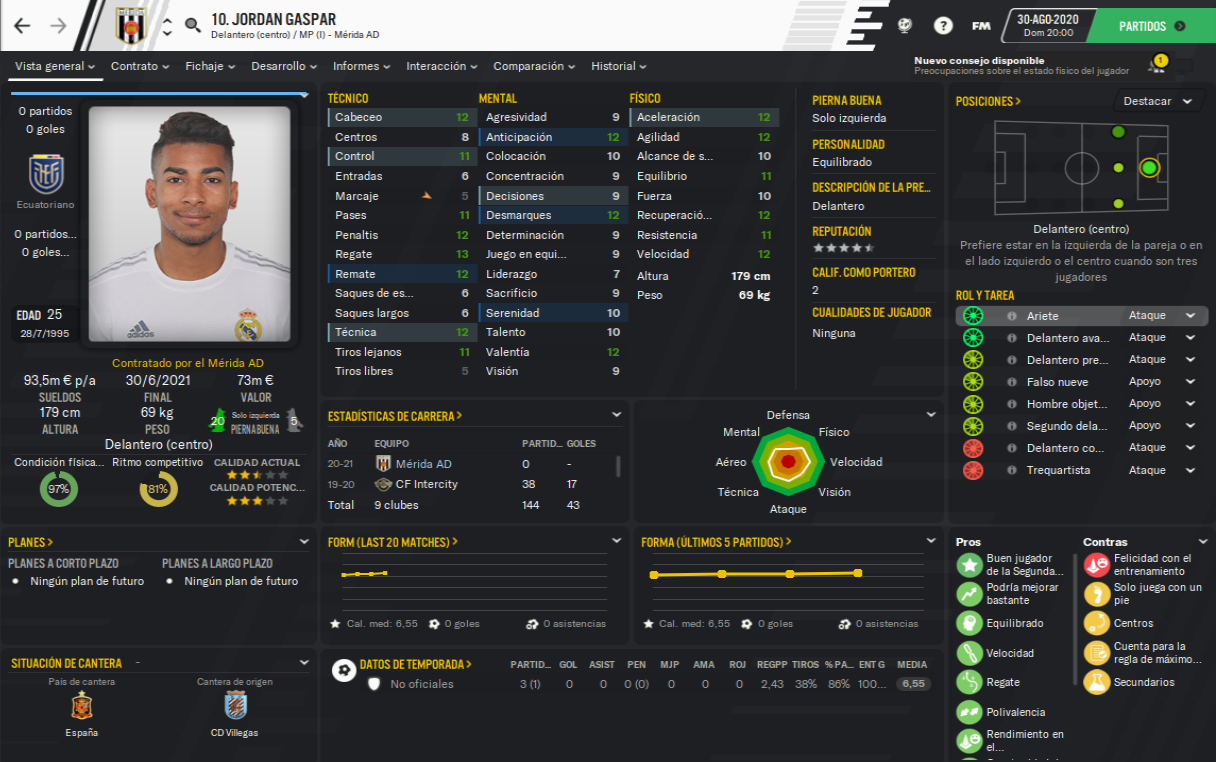 10. JORDAN GASPAR
Delantero (centro) / MP (I) - Mérida AD
?
FM
30-AGO-2020
Dom 20:00
PARTIDOS
Vista general
Contrato
Fichaje
Desarrollo
Informes
Interacción
Comparación
Historial
Nuevo consejo disponible
Preocupaciones sobre el estado físico del jugador
1
0 partidos
0 goles
Ecuatoriano
0 partidos...
0 goles...
adidas
EDAD 25
28/7/1995
Contratado por el Mérida AD
93,5m € p/a
SUELDOS
30/6/2021
FINAL
73m €
VALOR
179 cm
ALTURA
69 kg
PESO
20
Solo izquierda
PIERNA BUENA
5
Delantero (centro)
Condición física...
97%
Ritmo competitivo
81%
CALIDAD ACTUAL
CALIDAD POTENC...
TÉCNICO
Cabeceo 12
Centros 8
Control 11
Entradas 6
Marcaje 5
Pases 11
Penaltis 12
Regate 13
Remate 12
Saques de es... 6
Saques largos 6
Técnica 12
Tiros lejanos 11
Tiros libres 5
MENTAL
Agresividad 9
Anticipación 12
Colocación 10
Concentración 9
Decisiones 9
Desmarques 12
Determinación 9
Juego en equi... 9
Liderazgo 7
Sacrificio 9
Serenidad 10
Talento 10
Valentía 12
Visión 9
FÍSICO
Aceleración 12
Agilidad 12
Alcance de s... 10
Equilibrio 11
Fuerza 10
Recuperació... 12
Resistencia 11
Velocidad 12
Altura 179 cm
Peso 69 kg
PIERNA BUENA
Solo izquierda
PERSONALIDAD
Equilibrado
DESCRIPCIÓN DE LA PRE...
Delantero
REPUTACIÓN
CALIF. COMO PORTERO
2
CUALIDADES DE JUGADOR
Ninguna
POSICIONES >
Destacar
Delantero (centro)
Prefiere estar en la izquierda de la pareja o en
el lado izquierdo o el centro cuando son tres
jugadores
ROL Y TAREA
Ariete Ataque
Delantero ava... Ataque
Delantero pre... Ataque
Falso nueve Apoyo
Hombre objet... Apoyo
Segundo dela... Apoyo
Delantero co... Ataque
Trequartista Ataque
ESTADÍSTICAS DE CARRERA >
AÑO EQUIPO PARTID... GOLES
20-21 Mérida AD 0 -
19-20 CF Intercity 38 17
Total 9 clubes 144 43
Defensa
Mental
Físico
Aéreo
Velocidad
Técnica
Visión
Ataque
PLANES >
PLANES A CORTO PLAZO
Ningún plan de futuro
PLANES A LARGO PLAZO
Ningún plan de futuro
FORM (LAST 20 MATCHES) >
Cal. med: 6,55
0 goles
0 asistencias
FORMA (ÚLTIMOS 5 PARTIDOS) >
Cal. med: 6,55
0 goles
0 asistencias
SITUACIÓN DE CANTERA -
País de cantera
España
Cantera de origen
CD Villegas
DATOS DE TEMPORADA > PARTID... GOL ASIST PEN MJP AMA ROJ REGPP TIROS % PA... ENT G MEDIA
No oficiales 3 (1) 0 0 0 (0) 0 0 0 2,43 38% 86% 100... 6,55
Pros
Buen jugador
de la Segunda...
Podría mejorar
bastante
Equilibrado
Velocidad
Regate
Polivalencia
Rendimiento en
el...
Contras
Felicidad con el
entrenamiento
Solo juega con un
pie
Centros
Cuenta para la
regla de máximo...
Secundarios